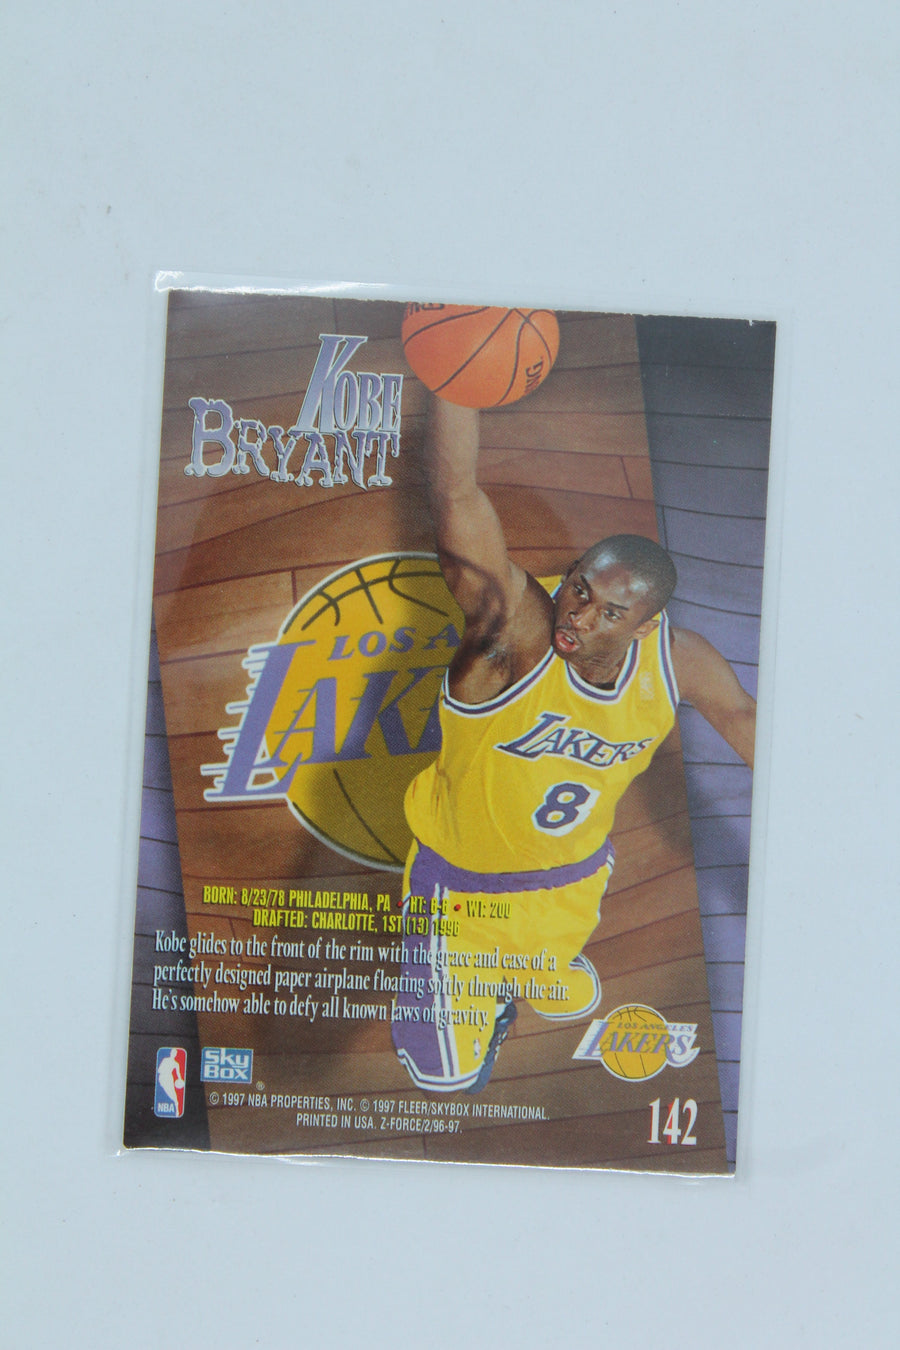 KOBE
BRYANT
NG.
LOS A
LAKE
LAKERS
8
BORN: 8/23/78 PHILADELPHIA, PA • HT: 6-6 • WT: 200
DRAFTED: CHARLOTTE, 1ST (13) 1996
Kobe glides to the front of the rim with the grace and ease of a
perfectly designed paper airplane floating softly through the air.
He's somehow able to defy all known laws of gravity.
LOS ANGELES
LAKERS
NBA
SKY
BOX
®
© 1997 NBA PROPERTIES, INC. © 1997 FLEER/SKYBOX INTERNATIONAL.
PRINTED IN USA. Z-FORCE/2/96-97.
142